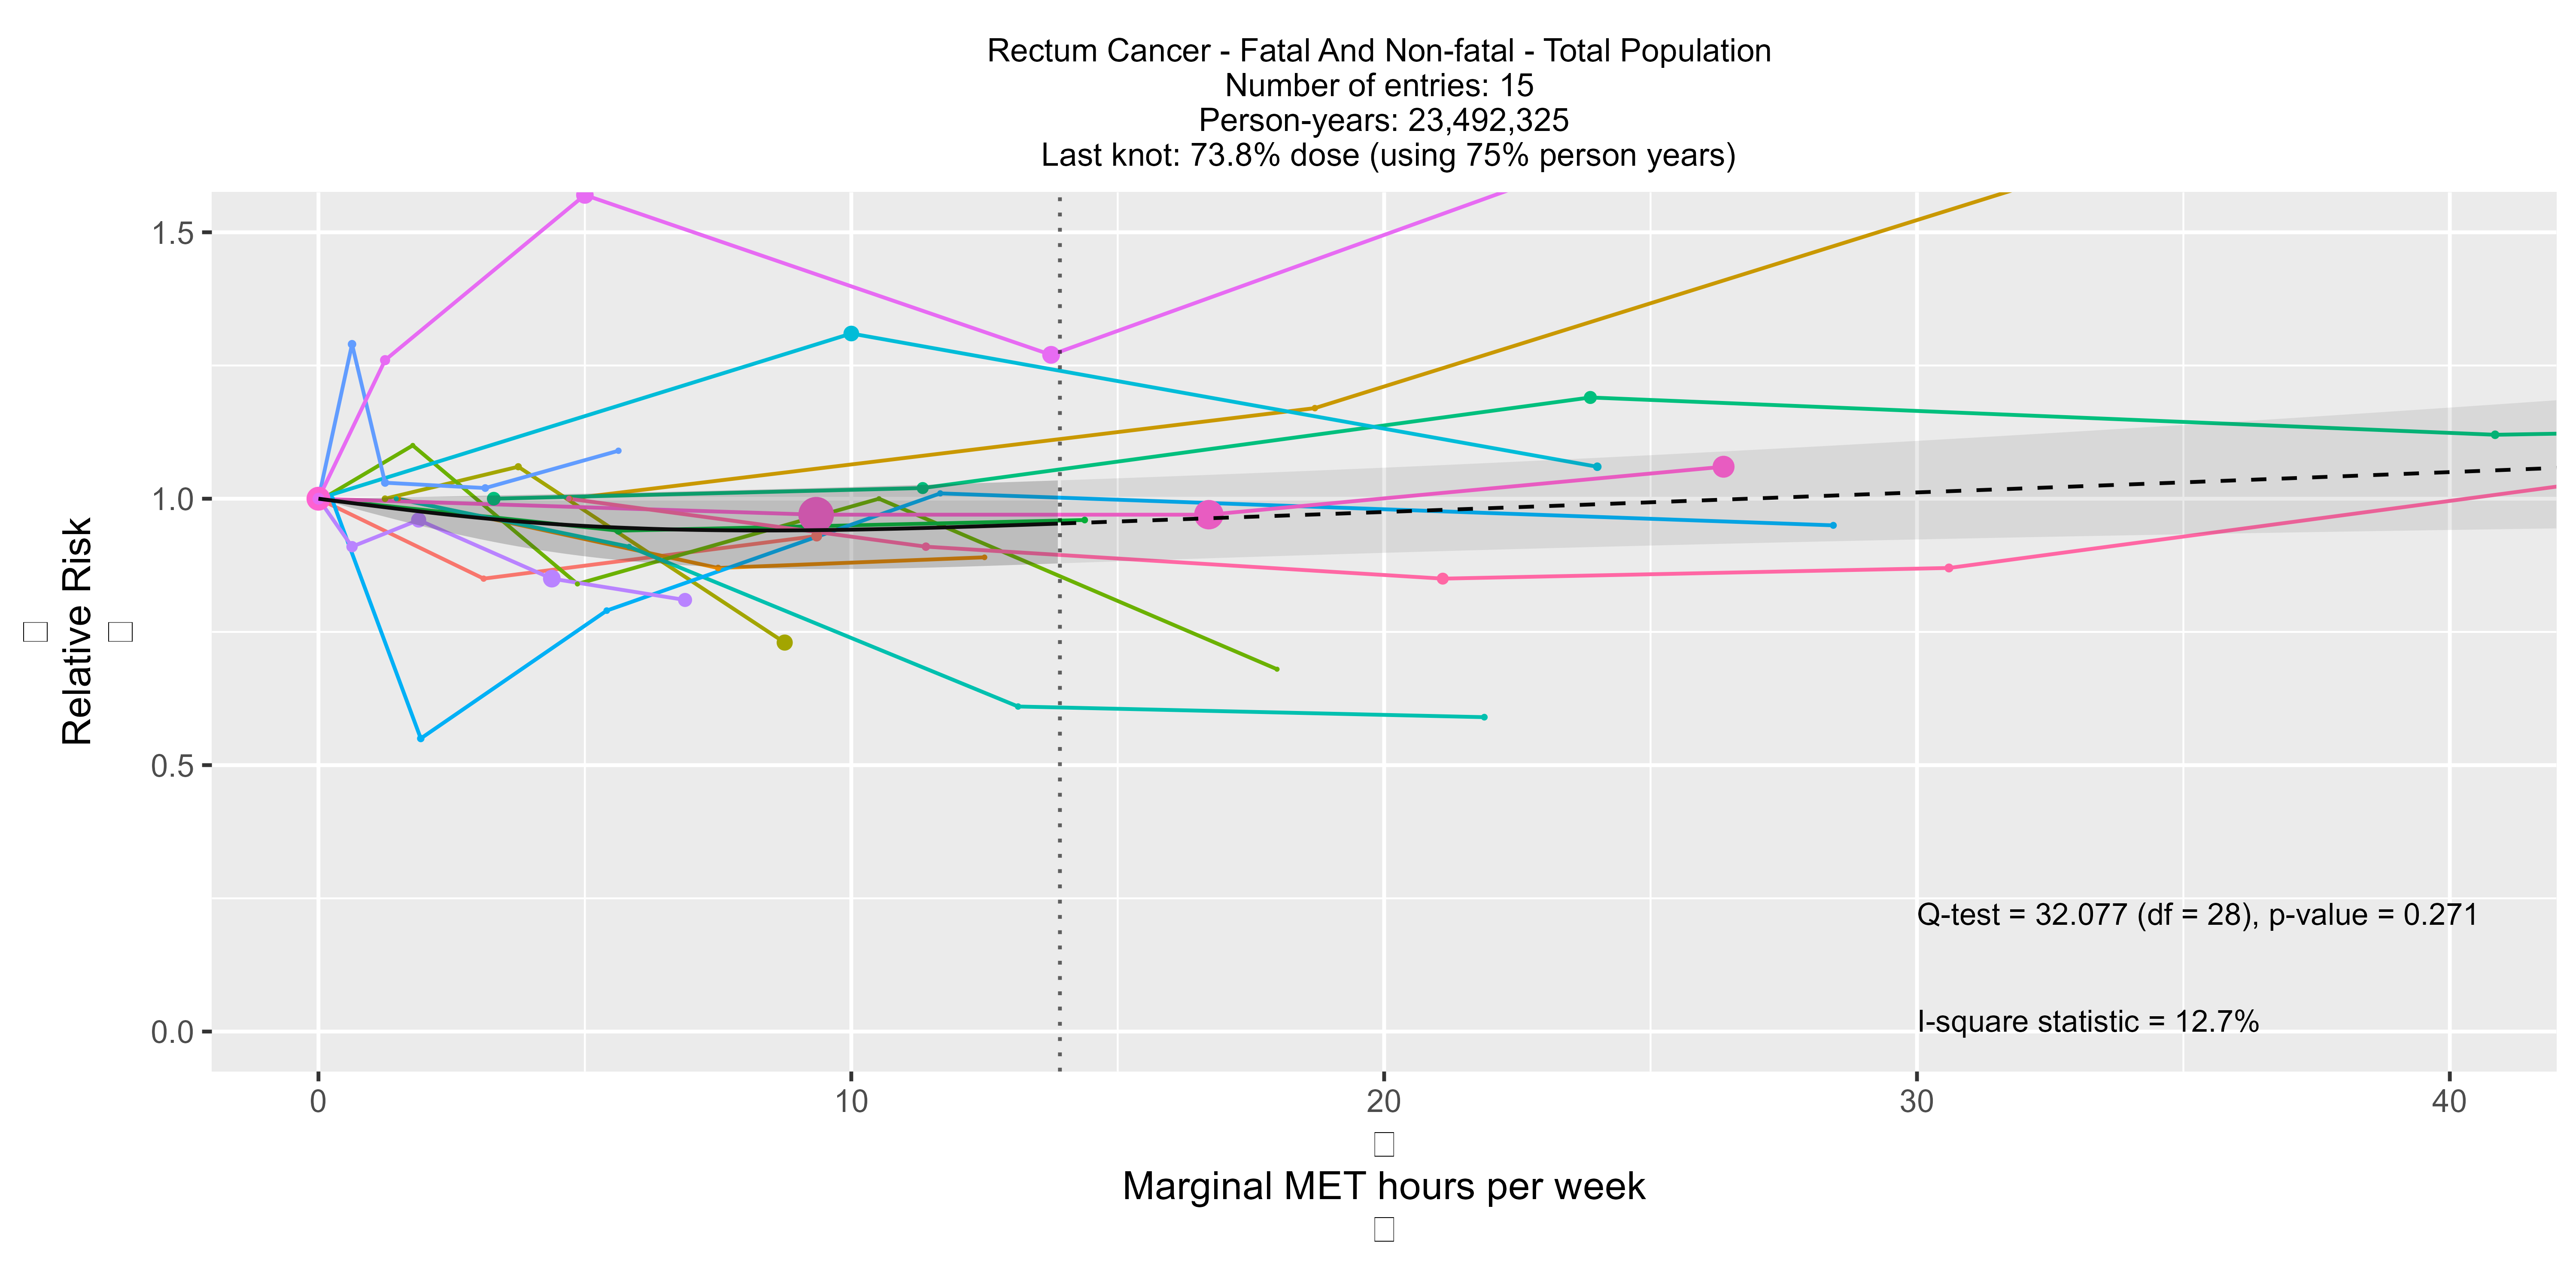 Rectum Cancer - Fatal And Non-fatal - Total Population
Number of entries: 15
Person-years: 23,492,325
Last knot: 73.8% dose (using 75% person years)
1.5
1.0
0.5
0.0
Relative Risk
Q-test = 32.077 (df = 28), p-value = 0.271
I-square statistic = 12.7%
0 10 20 30 40
Marginal MET hours per week